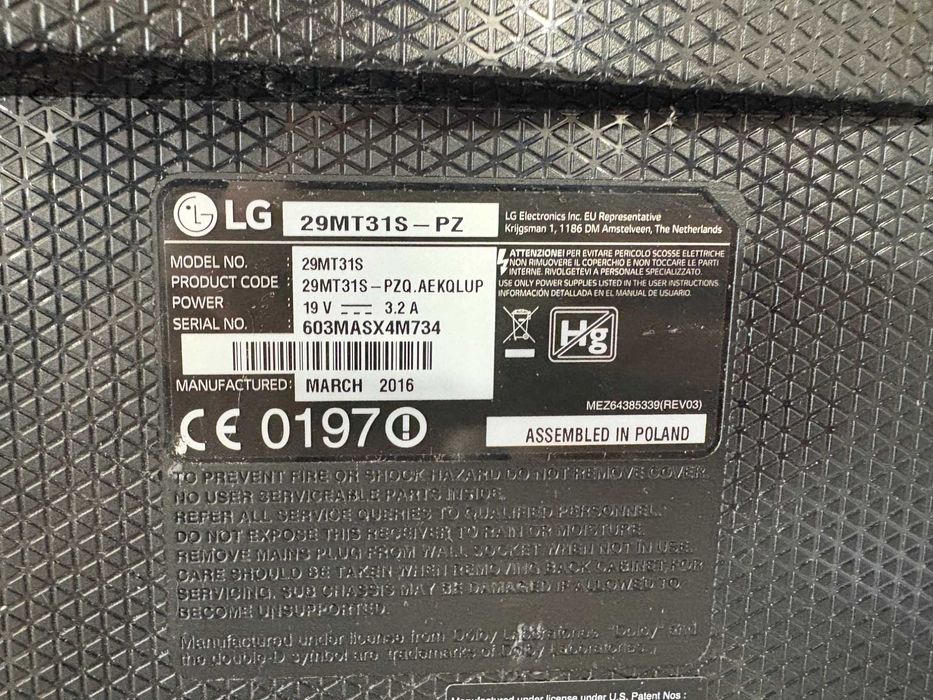 LG
29MT31S-PZ
LG Electronics Inc. EU Representative
Krijgsman 1, 1186 DM Amstelveen, The Netherlands
MODEL NO. : 29MT31S
PRODUCT CODE : 29MT31S-PZQ.AEKQLUP
POWER : 19 V 3.2 A
SERIAL NO. : 603MASX4M734
MANUFACTURED : MARCH 2016
ATTENZIONE! PER EVITARE PERICOLO SCOSSE ELETTRICHE
NON RIMUOVERE IL COPERCHIO E NON TOCCARE LE PARTI
INTERNE. RIVOLGETEVI A PERSONALE SPECIALIZZATO.
USE ONLY POWER SUPPLIES LISTED IN THE USER INSTRUCTIONS.
INFORMACIÓN DETALLADA EN EL MANUAL DE USUARIO.
Hg
MEZ64385339(REV03)
CE 0197
ASSEMBLED IN POLAND
TO PREVENT FIRE OR SHOCK HAZARD DO NOT REMOVE COVER.
NO USER SERVICEABLE PARTS INSIDE.
REFER ALL SERVICE QUERIES TO QUALIFIED PERSONNEL.
DO NOT EXPOSE THIS RECEIVER TO RAIN OR MOISTURE.
REMOVE MAINS PLUG FROM WALL SOCKET WHEN NOT IN USE.
CARE SHOULD BE TAKEN WHEN REMOVING BACK CABINET FOR
SERVICING, SUB CHASSIS MAY BE DAMAGED IF ALLOWED TO
BECOME UNSUPPORTED.
Manufactured under license from Dolby Laboratories. "Dolby" and
the double-D symbol are trademarks of Dolby Laboratories.
Manufactured under license under U.S. Patent Nos :